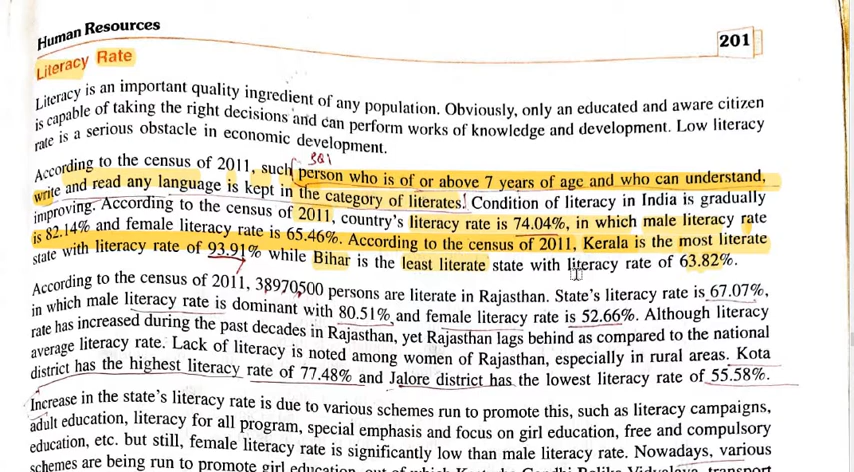 Human Resources
201
Literacy Rate
Literacy is an important quality ingredient of any population. Obviously, only an educated and aware citizen
is capable of taking the right decisions and can perform works of knowledge and development. Low literacy
rate is a serious obstacle in economic development.
According to the census of 2011, such person who is of or above 7 years of age and who can understand,
write and read any language is kept in the category of literates. Condition of literacy in India is gradually
improving. According to the census of 2011, country's literacy rate is 74.04%, in which male literacy rate
is 82.14% and female literacy rate is 65.46%. According to the census of 2011, Kerala is the most literate
state with literacy rate of 93.91% while Bihar is the least literate state with literacy rate of 63.82%.
According to the census of 2011, 38970500 persons are literate in Rajasthan. State's literacy rate is 67.07%,
in which male literacy rate is dominant with 80.51% and female literacy rate is 52.66%. Although literacy
rate has increased during the past decades in Rajasthan, yet Rajasthan lags behind as compared to the national
average literacy rate. Lack of literacy is noted among women of Rajasthan, especially in rural areas. Kota
district has the highest literacy rate of 77.48% and Jalore district has the lowest literacy rate of 55.58%.
Increase in the state's literacy rate is due to various schemes run to promote this, such as literacy campaigns,
adult education, literacy for all program, special emphasis and focus on girl education, free and compulsory
education, etc. but still, female literacy rate is significantly low than male literacy rate. Nowadays, various
schemes are being run to promote girl education, out of which Kasturba Gandhi Balika Vidyalaya, transport